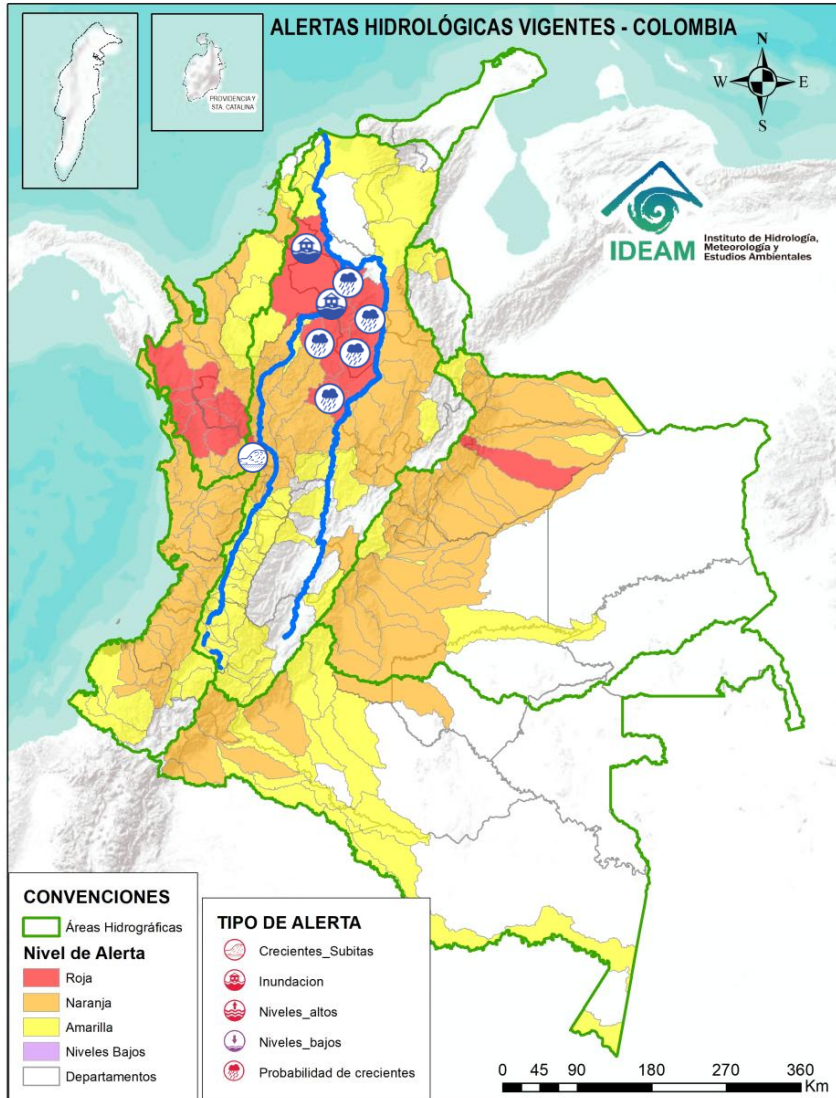 ALERTAS HIDROLÓGICAS VIGENTES - COLOMBIA
PROVIDENCIA Y
STA. CATALINA
N
W
E
S
IDEAM
Instituto de Hidrología,
Meteorología y
Estudios Ambientales
CONVENCIONES
Áreas Hidrográficas
Nivel de Alerta
Roja
Naranja
Amarilla
Niveles Bajos
Departamentos
TIPO DE ALERTA
Crecientes_Subitas
Inundacion
Niveles_altos
Niveles_bajos
Probabilidad de crecientes
0 45 90 180 270 360
Km